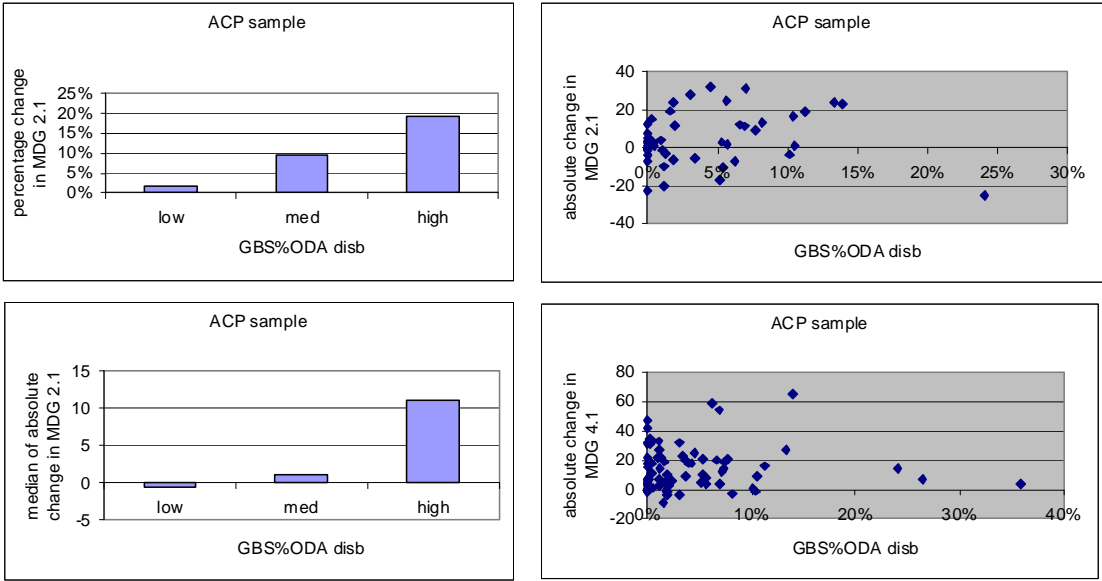 ACP sample
percentage change
in MDG 2.1
25%
20%
15%
10%
5%
0%
low med high
GBS%ODA disb
ACP sample
absolute change in
MDG 2.1
40
20
0
-20
-40
0% 5% 10% 15% 20% 25% 30%
GBS%ODA disb
ACP sample
median of absolute
change in MDG 2.1
15
10
5
0
-5
low med high
GBS%ODA disb
ACP sample
absolute change in
MDG 4.1
80
60
40
20
0
-20
0% 10% 20% 30% 40%
GBS%ODA disb